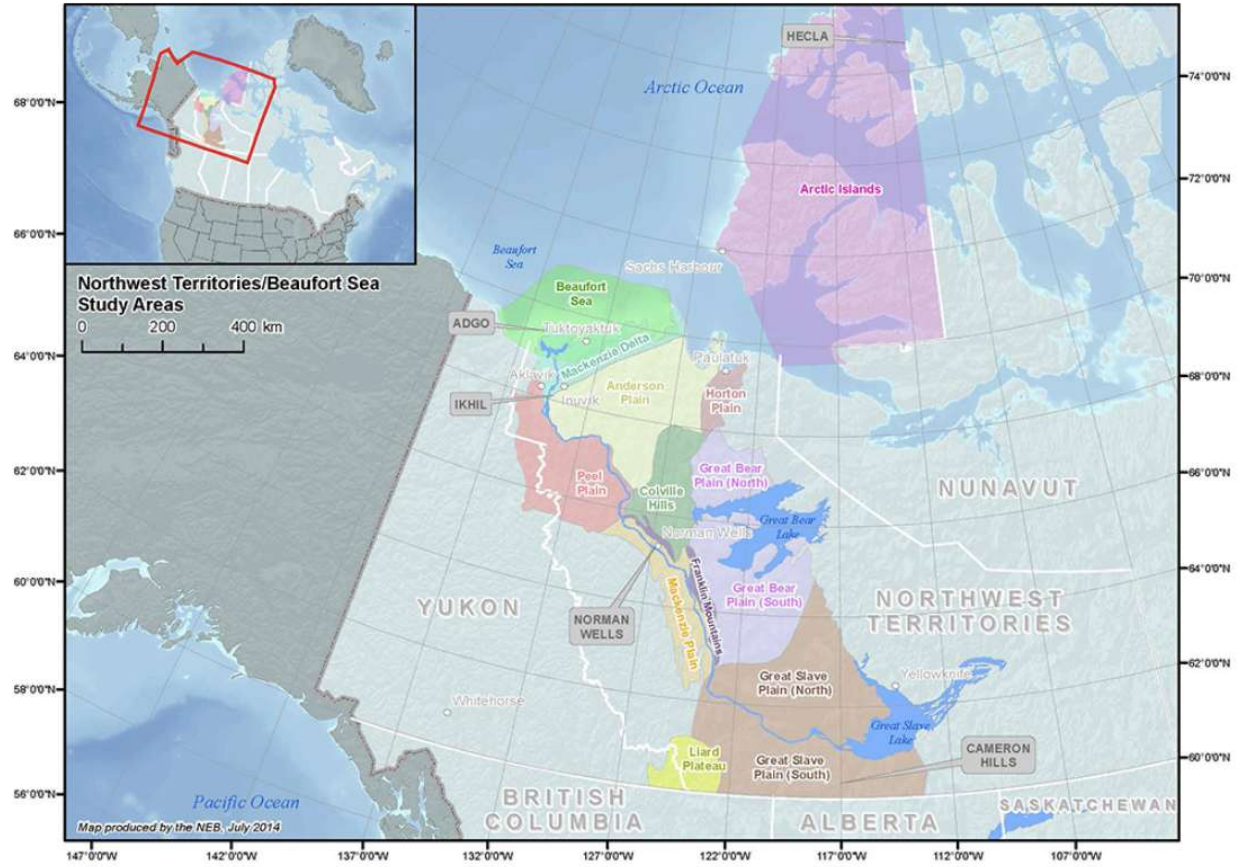 HECLA
74°0'0"N
68°0'0"N
Arctic Ocean
72°0'0"N
Arctic Islands
66°0'0"N
Beaufort
Sea
Sachs Harbour
70°0'0"N
Northwest Territories/Beaufort Sea
Study Areas
0 200 400 km
Beaufort
Sea
ADGO
Tuktoyaktuk
64°0'0"N
Mackenzie Delta
Paulatuk
68°0'0"N
Aklavik
Inuvik
Anderson
Plain
Horton
Plain
IKHIL
62°0'0"N
Peel
Plain
Colville
Hills
Great Bear
Plain (North)
66°0'0"N
NUNAVUT
Norman Wells
Great Bear
Lake
60°0'0"N
64°0'0"N
YUKON
NORMAN
WELLS
Mackenzie Plain
Franklin Mountains
Great Bear
Plain (South)
NORTHWEST
TERRITORIES
62°0'0"N
58°0'0"N
Whitehorse
Great Slave
Plain (North)
Yellowknife
Great Slave
Lake
Liard
Plateau
Great Slave
Plain (South)
CAMERON
HILLS
60°0'0"N
56°0'0"N
Pacific Ocean
BRITISH
COLUMBIA
ALBERTA
SASKATCHEWAN
Map produced by the NEB, July 2014
147°0'0"W 142°0'0"W 137°0'0"W 132°0'0"W 127°0'0"W 122°0'0"W 117°0'0"W 112°0'0"W 107°0'0"W